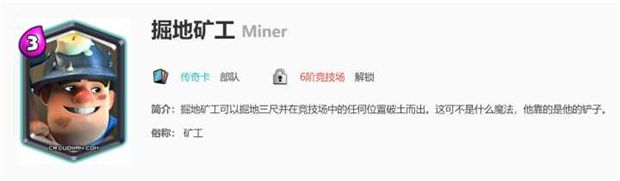 掘地矿工 Miner
3
传奇卡 部队 6阶竞技场 解锁
简介：掘地矿工可以掘地三尺并在竞技场中的任何位置破土而出。这可不是什么魔法，他靠的是他的铲子。
俗称： 矿工
CR.DUDIIAN.COM